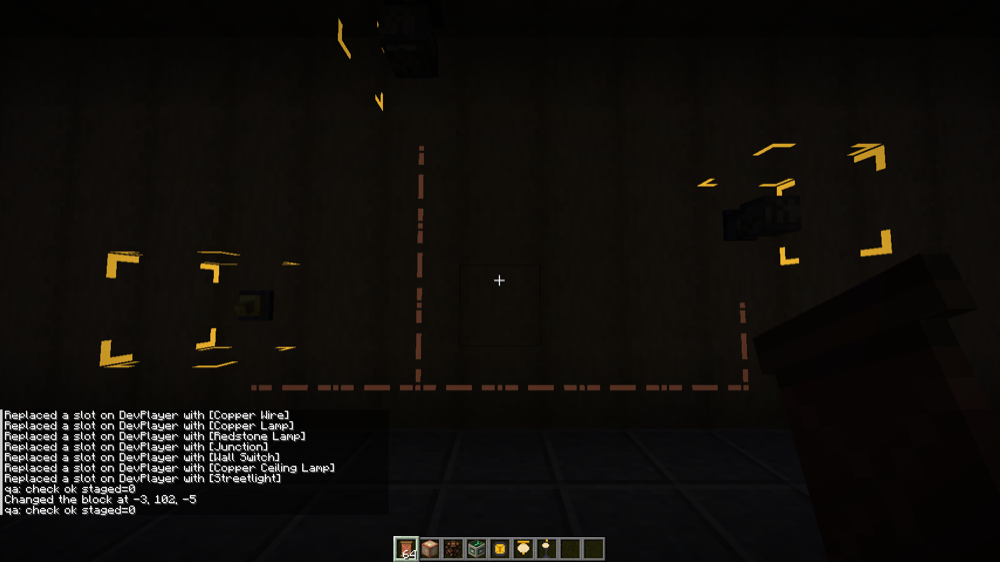 Replaced a slot on DevPlayer with [Copper Wire]
Replaced a slot on DevPlayer with [Copper Lamp]
Replaced a slot on DevPlayer with [Redstone Lamp]
Replaced a slot on DevPlayer with [Junction]
Replaced a slot on DevPlayer with [Wall Switch]
Replaced a slot on DevPlayer with [Copper Ceiling Lamp]
Replaced a slot on DevPlayer with [Streetlight]
qa: check ok staged=0
Changed the block at -3, 102, -5
qa: check ok staged=0
64